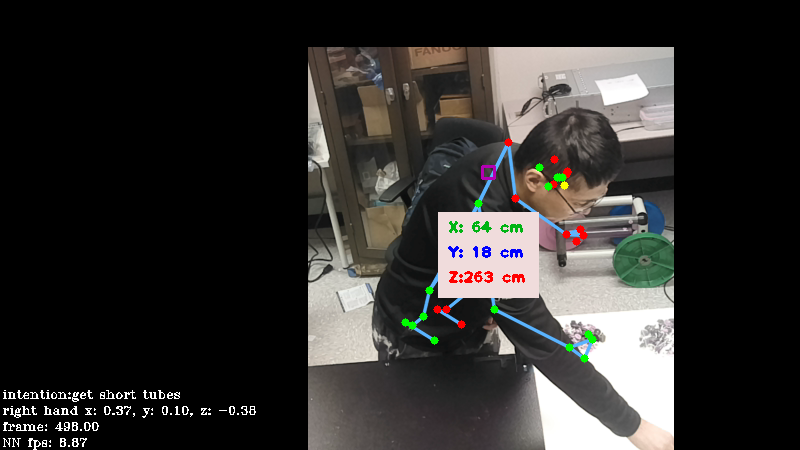 FANUC
X: 64 cm
Y: 18 cm
Z:263 cm
intention:get short tubes
right hand x: 0.37, y: 0.10, z: -0.38
frame: 498.00
NN fps: 8.87